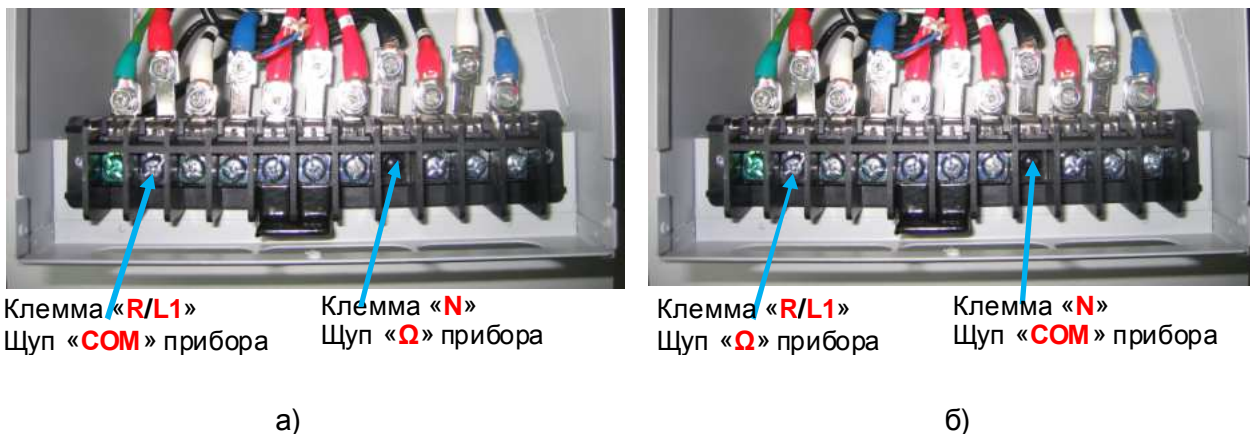 Клемма «R/L1»
Щуп «COM» прибора
Клемма «N»
Щуп «Ω» прибора
Клемма «R/L1»
Щуп «Ω» прибора
Клемма «N»
Щуп «COM» прибора
а)
б)